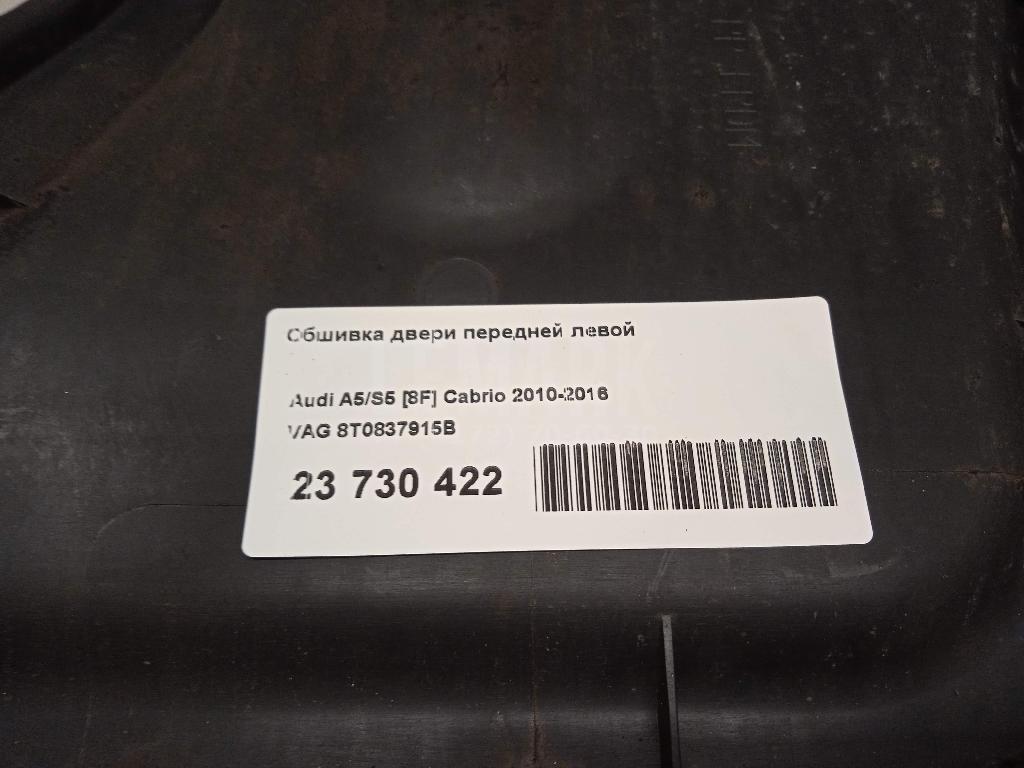 Обшивка двери передней левой
Audi A5/S5 [8F] Cabrio 2010-2016
VAG 8T0837915B
23 730 422